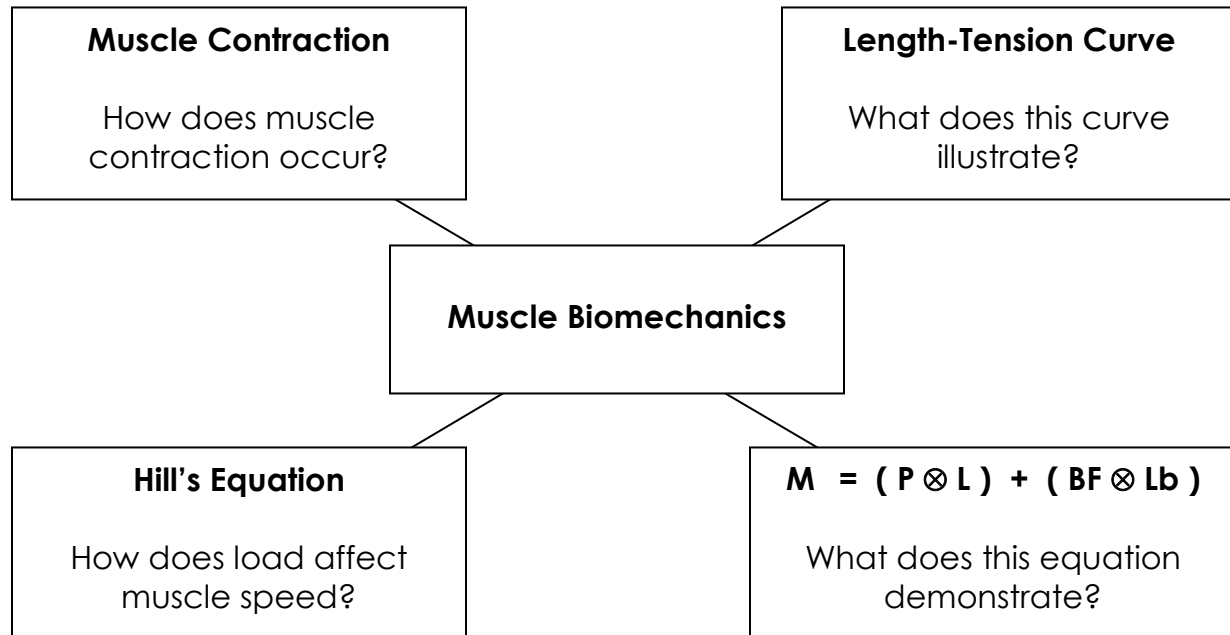 Muscle Contraction
How does muscle
contraction occur?
Length-Tension Curve
What does this curve
illustrate?
Muscle Biomechanics
Hill’s Equation
How does load affect
muscle speed?
M = ( P ⊗ L ) + ( BF ⊗ Lb )
What does this equation
demonstrate?